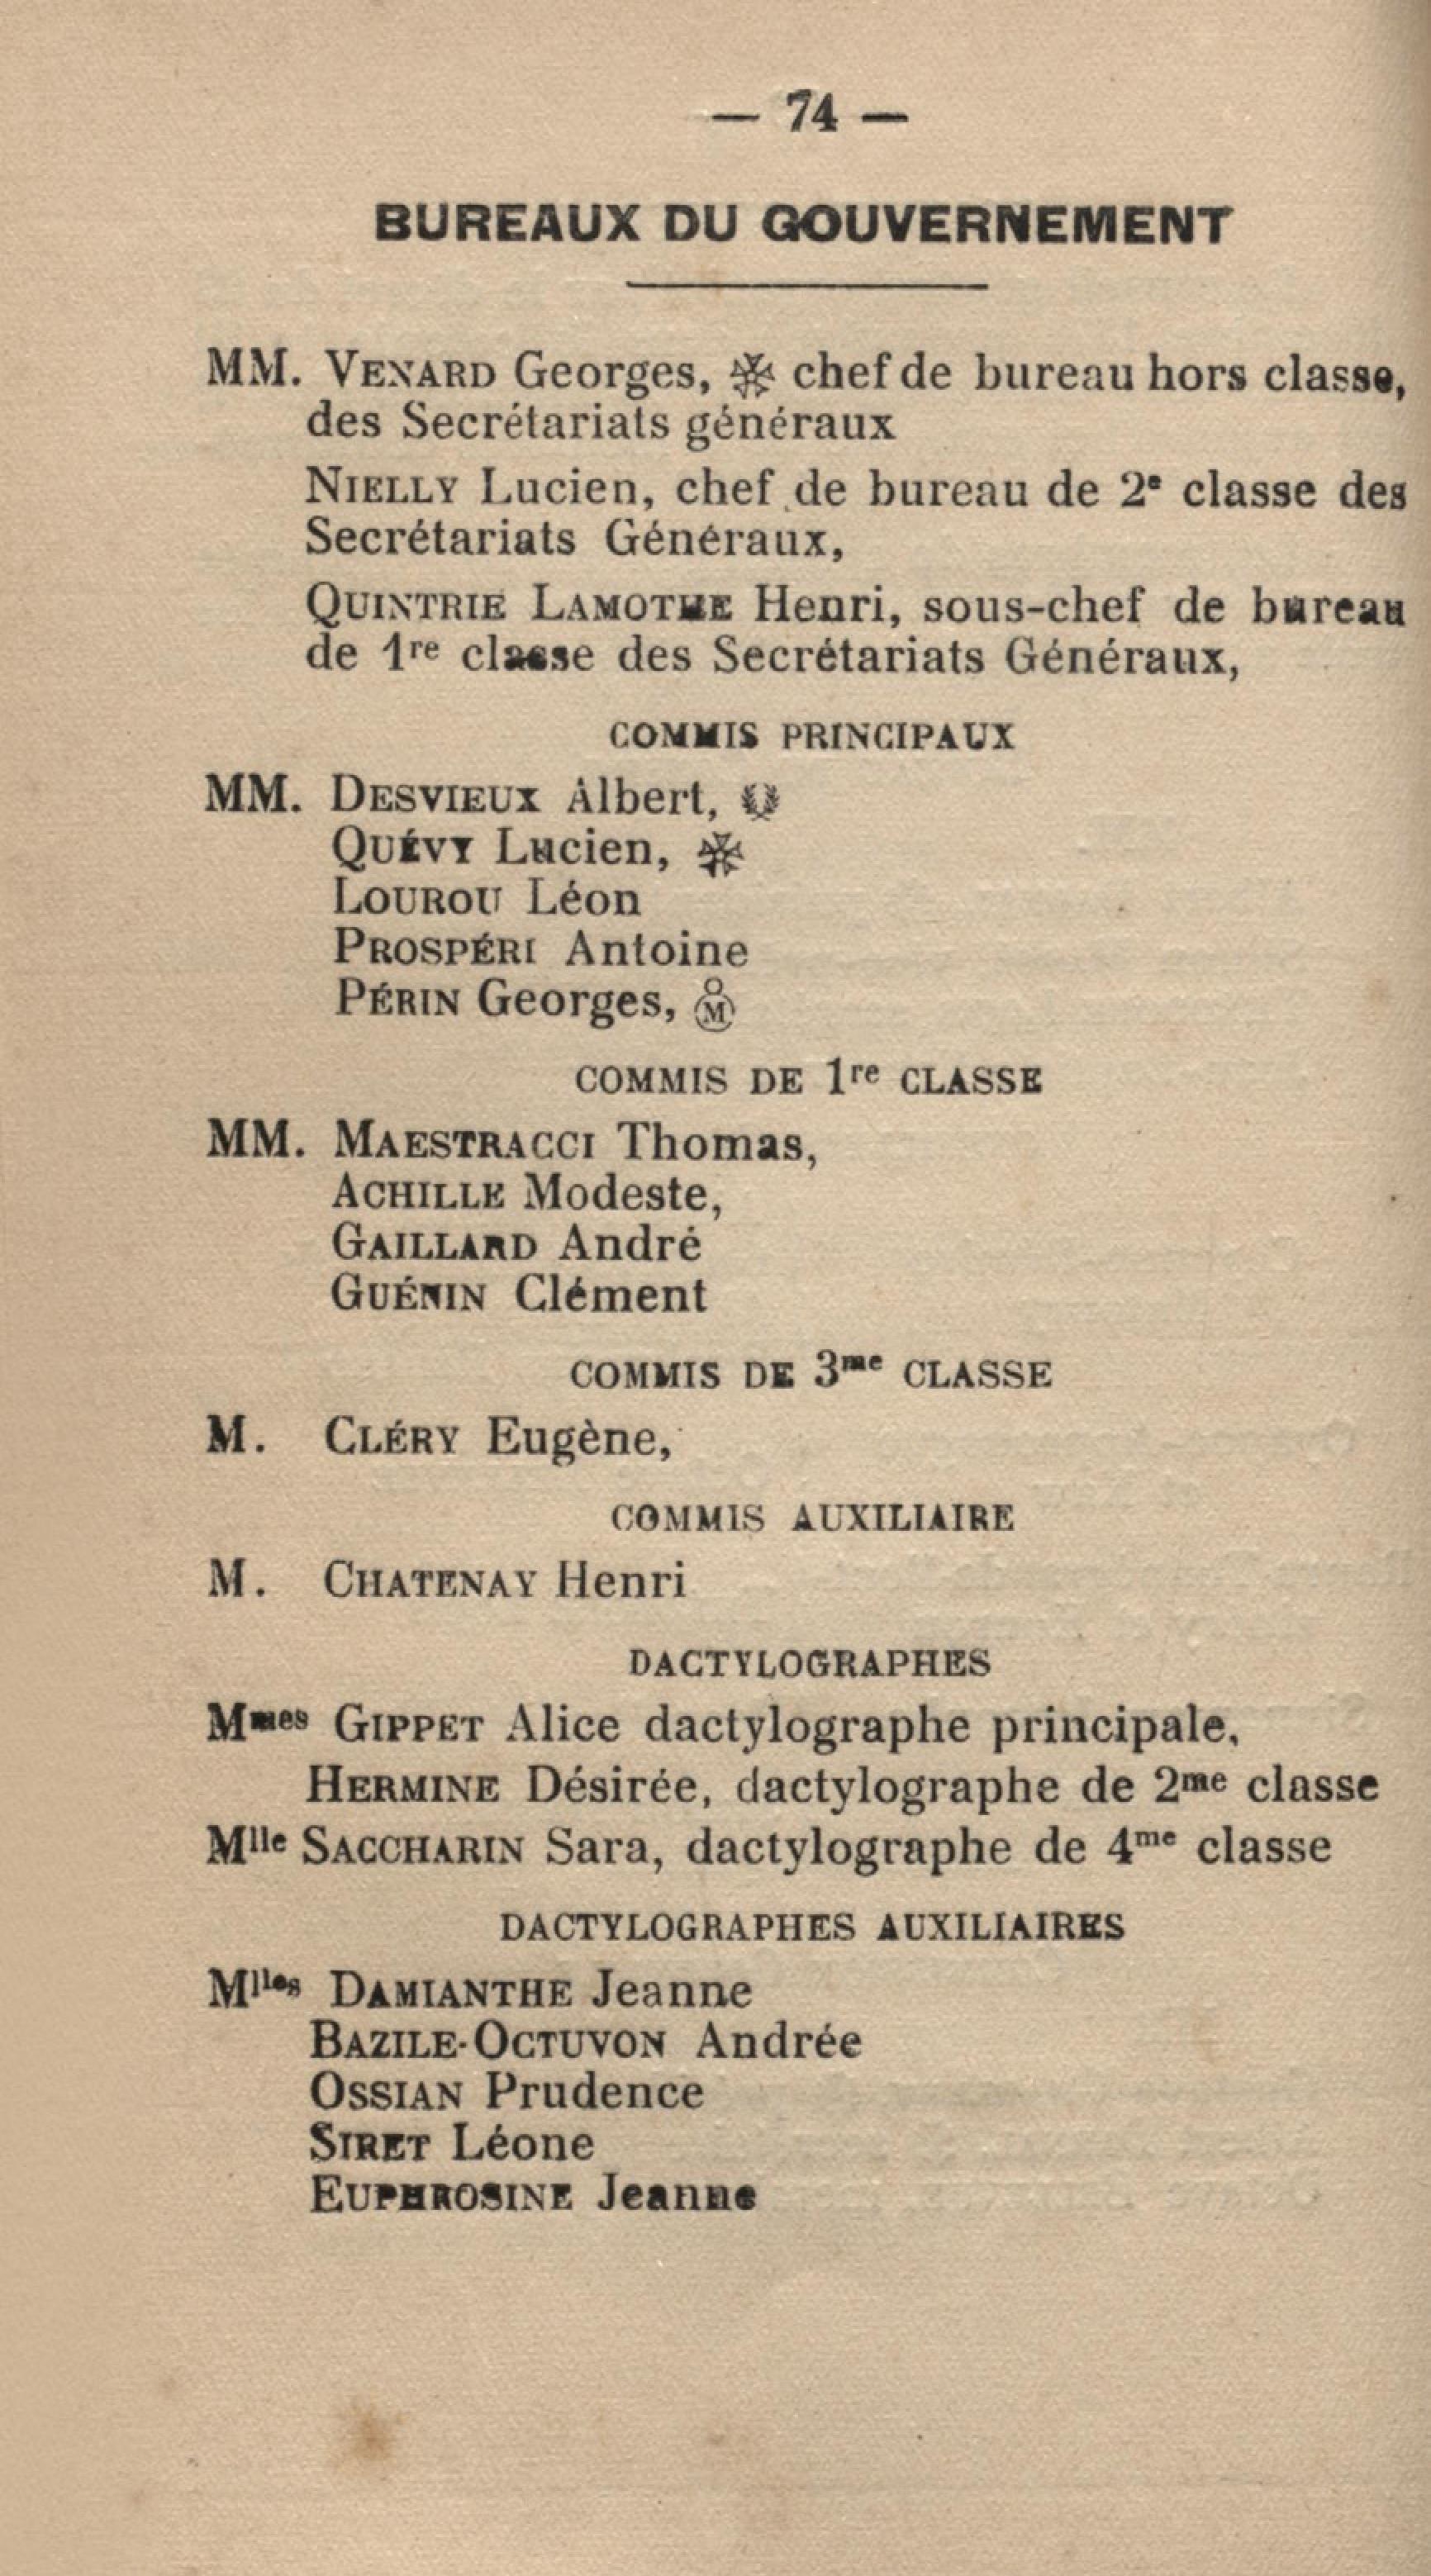 — 74 —
BUREAUX DU GOUVERNEMENT
MM. VENARD Georges, chef de bureau hors classe,
des Secrétariats généraux
NIELLY Lucien, chef de bureau de 2e classe des
Secrétariats Généraux,
QUINTRIE LAMOTHE Henri, sous-chef de bureau
de 1re classe des Secrétariats Généraux,
COMMIS PRINCIPAUX
MM. DESVIEUX Albert,
QUÉVY Lucien,
LOUROU Léon
PROSPÉRI Antoine
PÉRIN Georges, M
COMMIS DE 1re CLASSE
MM. MAESTRACCI Thomas,
ACHILLE Modeste,
GAILLARD André
GUÉNIN Clément
COMMIS DE 3me CLASSE
M. CLÉRY Eugène,
COMMIS AUXILIAIRE
M. CHATENAY Henri
DACTYLOGRAPHES
Mmes GIPPET Alice dactylographe principale,
HERMINE Désirée, dactylographe de 2me classe
Mlle SACCHARIN Sara, dactylographe de 4me classe
DACTYLOGRAPHES AUXILIAIRES
Mlles DAMIANTHE Jeanne
BAZILE-OCTUVON Andrée
OSSIAN Prudence
SIRET Léone
EUPHROSINE Jeanne